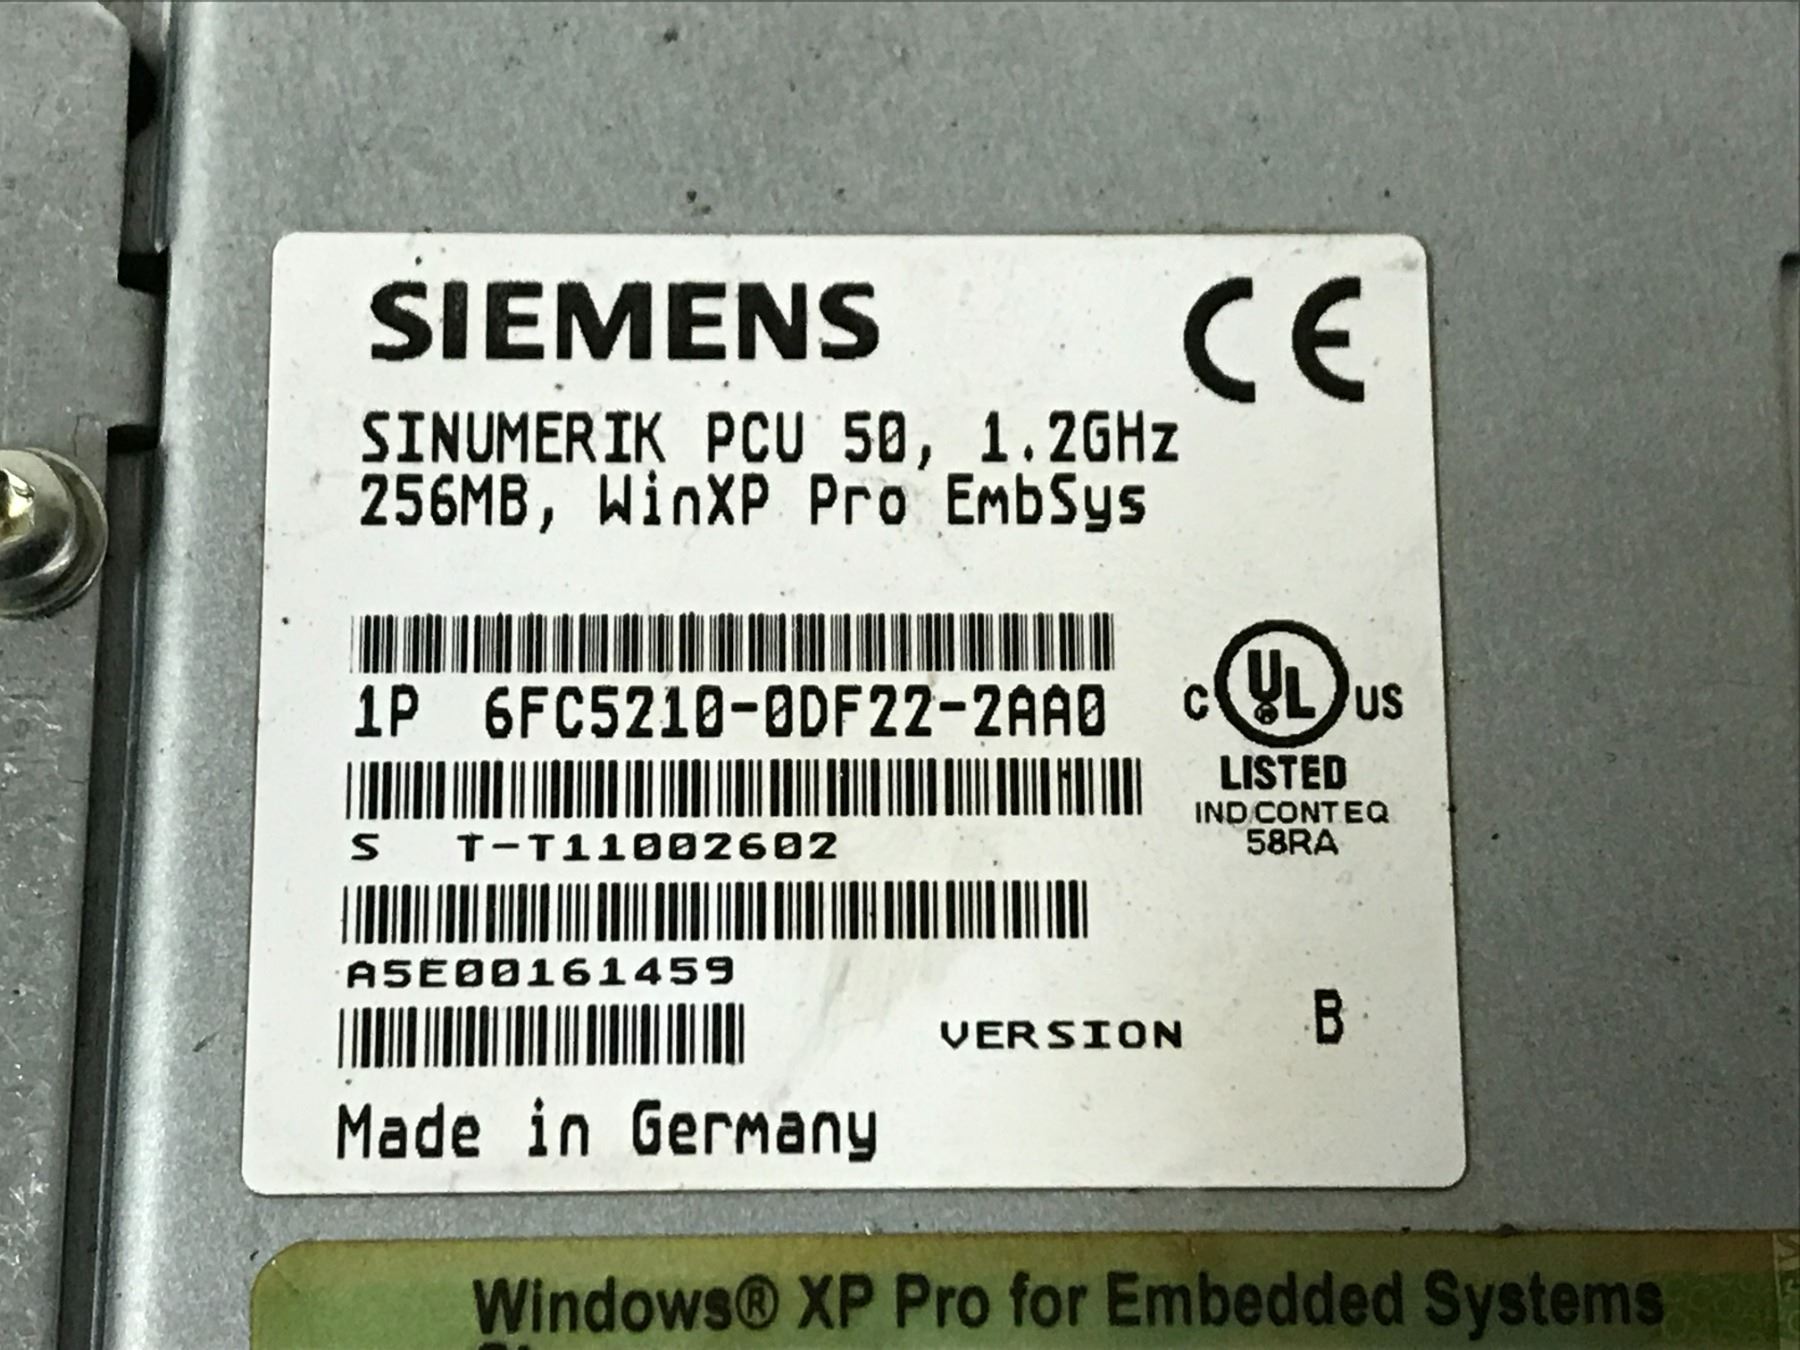 SIEMENS
CE
SINUMERIK PCU 50, 1.2GHz
256MB, WinXP Pro EmbSys
1P 6FC5210-0DF22-2AA0
C UL US
®
LISTED
IND CONT EQ
58RA
S T-T11002602
A5E00161459
VERSION B
Made in Germany
Windows® XP Pro for Embedded Systems